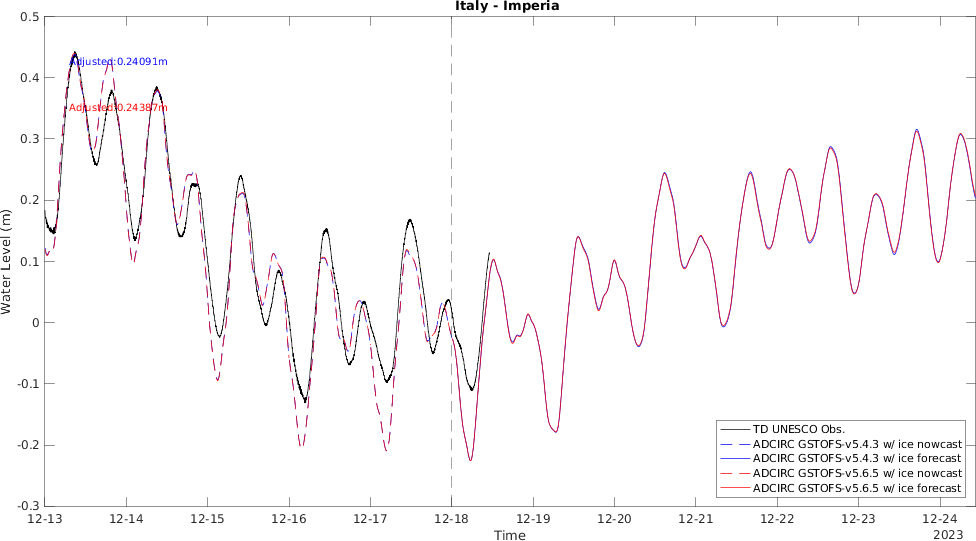 Italy - Imperia
0.5
0.4
0.3
0.2
0.1
0
-0.1
-0.2
-0.3
Water Level (m)
Adjusted:0.24091m
Adjusted:0.24387m
TD UNESCO Obs.
ADCIRC GSTOFS-v5.4.3 w/ ice nowcast
ADCIRC GSTOFS-v5.4.3 w/ ice forecast
ADCIRC GSTOFS-v5.6.5 w/ ice nowcast
ADCIRC GSTOFS-v5.6.5 w/ ice forecast
12-13 12-14 12-15 12-16 12-17 12-18 12-19 12-20 12-21 12-22 12-23 12-24
Time
2023